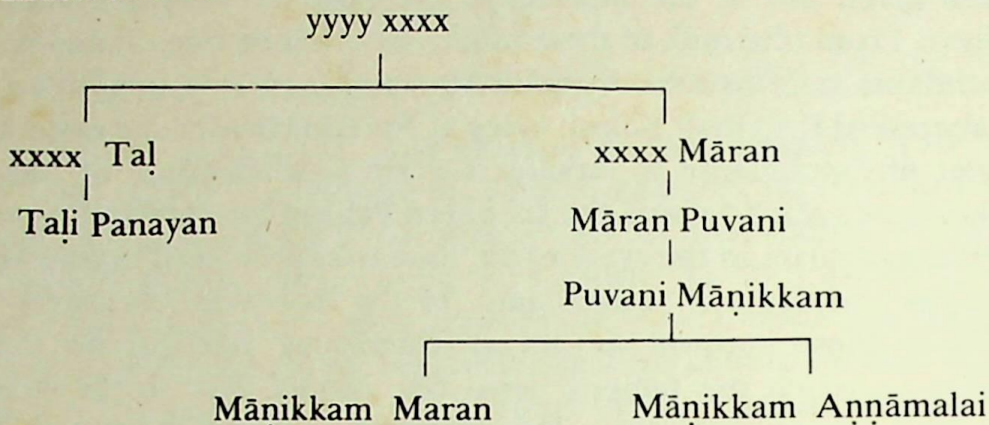 yyyy xxxx
xxxx Taḷ xxxx Māran
Taḷi Panayan Māran Puvani
Puvani Māṇikkam
Māṇikkam Maran Māṇikkam Aṇṇāmalai